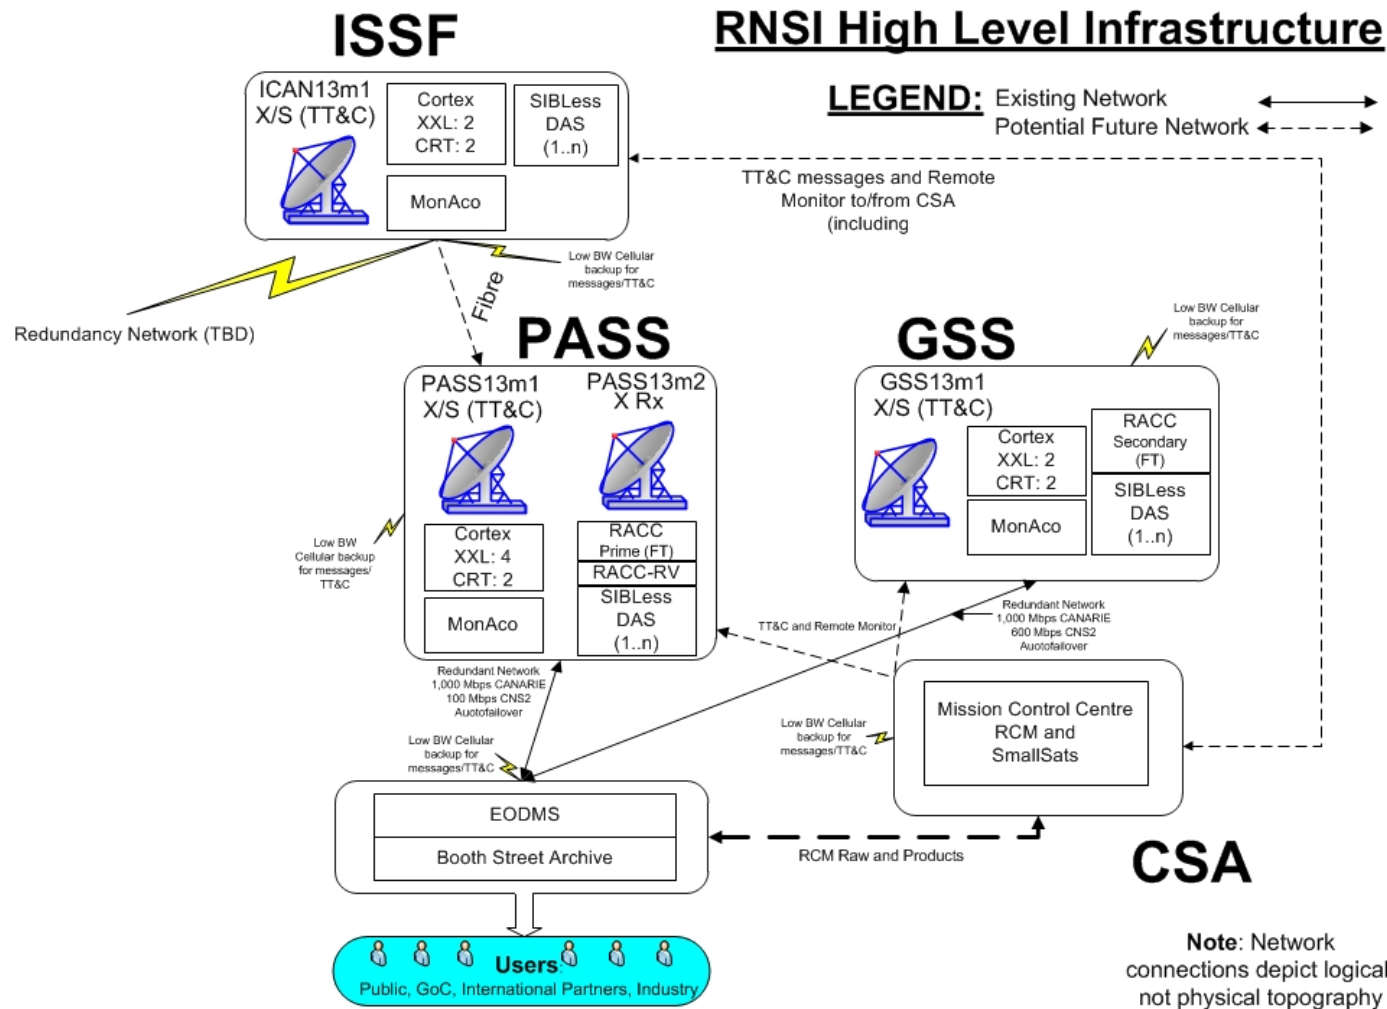 ISSF
RNSI High Level Infrastructure
LEGEND: Existing Network
Potential Future Network
ICAN13m1
X/S (TT&C)
Cortex
XXL: 2
CRT: 2
SIBLess
DAS
(1..n)
MonAco
TT&C messages and Remote
Monitor to/from CSA
(including
Low BW Cellular
backup for
messages/TT&C
Fibre
Redundancy Network (TBD)
PASS
GSS
Low BW Cellular
backup for
messages/TT&C
PASS13m1
X/S (TT&C)
PASS13m2
X Rx
Cortex
XXL: 4
CRT: 2
MonAco
RACC
Prime (FT)
RACC-RV
SIBLess
DAS
(1..n)
Low BW
Cellular backup
for messages/
TT&C
GSS13m1
X/S (TT&C)
Cortex
XXL: 2
CRT: 2
MonAco
RACC
Secondary
(FT)
SIBLess
DAS
(1..n)
TT&C and Remote Monitor
Redundant Network
1,000 Mbps CANARIE
600 Mbps CNS2
Auotofailover
Redundant Network
1,000 Mbps CANARIE
100 Mbps CNS2
Auotofailover
Low BW Cellular
backup for
messages/TT&C
Low BW Cellular
backup for
messages/TT&C
Mission Control Centre
RCM and
SmallSats
EODMS
Booth Street Archive
RCM Raw and Products
CSA
Users:
Public, GoC, International Partners, Industry
Note: Network
connections depict logical
not physical topography